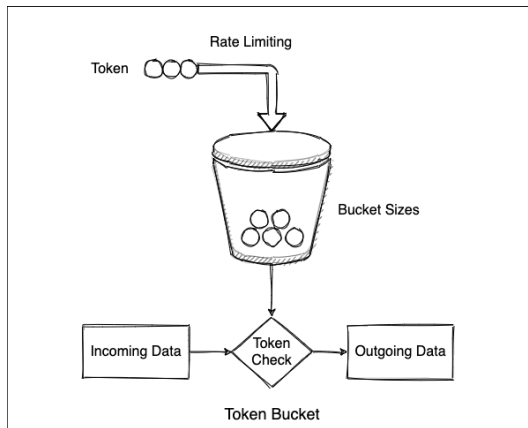 Rate Limiting
Token
Bucket Sizes
Incoming Data
Token
Check
Outgoing Data
Token Bucket